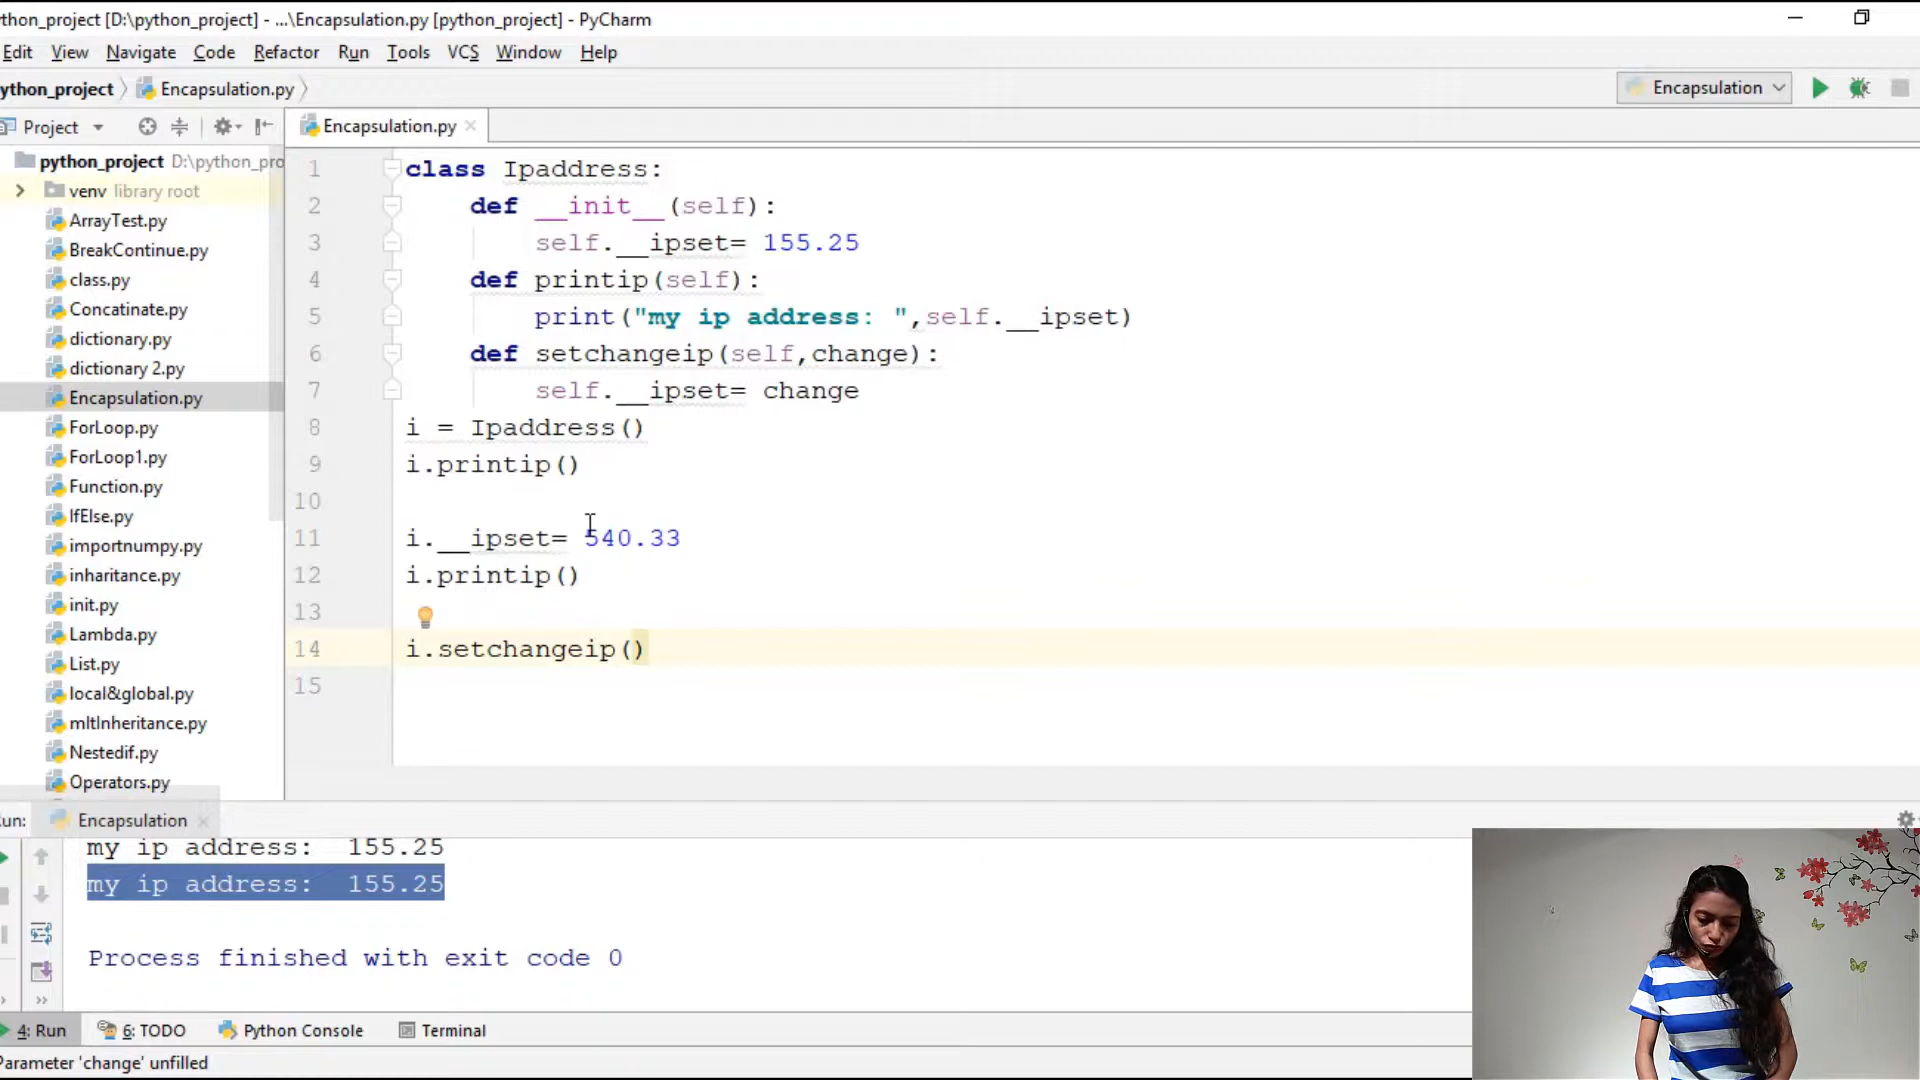 ython_project [D:\python_project] - ...\Encapsulation.py [python_project] - PyCharm
Edit View Navigate Code Refactor Run Tools VCS Window Help
ython_project Encapsulation.py Encapsulation
Project Encapsulation.py
python_project D:\python_pro
venv library root
ArrayTest.py
BreakContinue.py
class.py
Concatinate.py
dictionary.py
dictionary 2.py
Encapsulation.py
ForLoop.py
ForLoop1.py
Function.py
IfElse.py
importnumpy.py
inharitance.py
init.py
Lambda.py
List.py
local&global.py
mltInheritance.py
Nestedif.py
Operators.py
1 class Ipaddress:
2 def __init__(self):
3 self.__ipset= 155.25
4 def printip(self):
5 print("my ip address: ",self.__ipset)
6 def setchangeip(self,change):
7 self.__ipset= change
8 i = Ipaddress()
9 i.printip()
10
11 i.__ipset= 540.33
12 i.printip()
13
14 i.setchangeip()
15
un: Encapsulation
my ip address:  155.25
my ip address:  155.25
Process finished with exit code 0
4: Run 6: TODO Python Console Terminal
Parameter 'change' unfilled